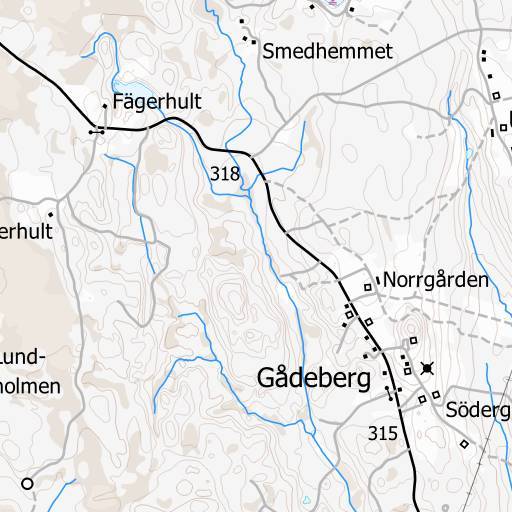 Smedhemmet
Fägerhult
318
erhult
Norrgården
Lund-
holmen
Gådeberg
Söderg
315